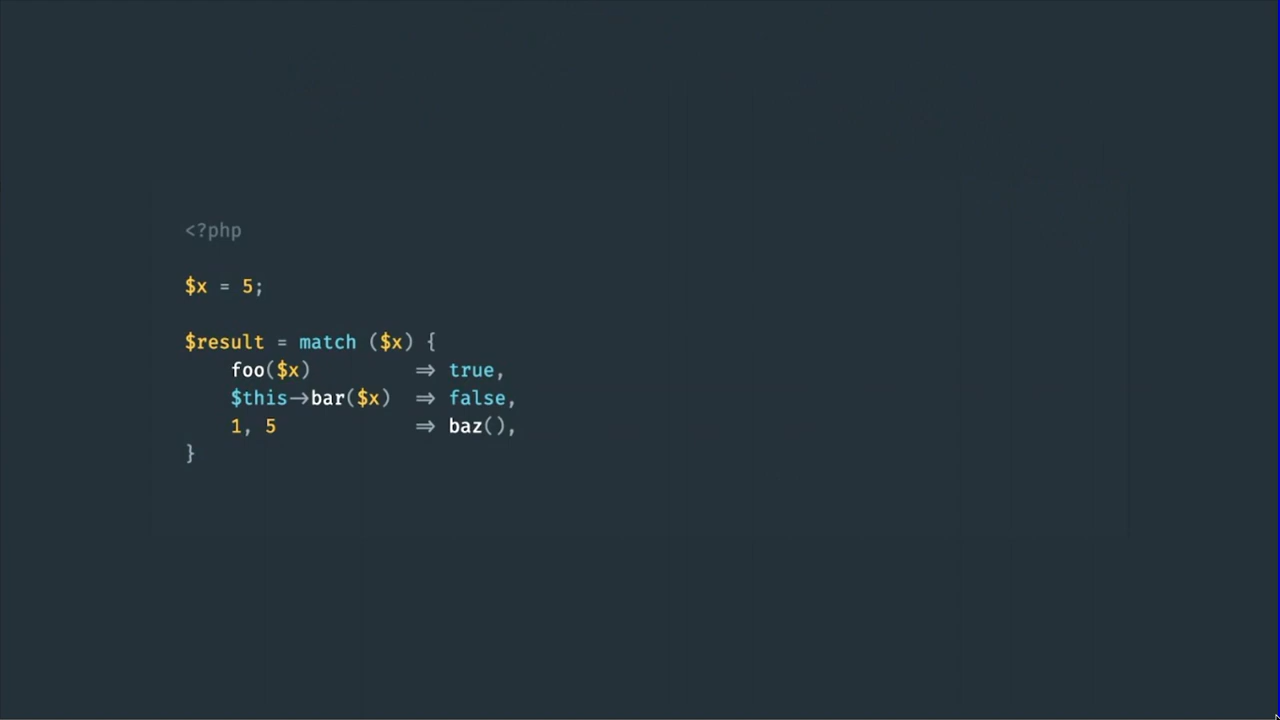 <?php
$x = 5;
$result = match ($x) {
foo($x) => true,
$this->bar($x) => false,
1, 5 => baz(),
}